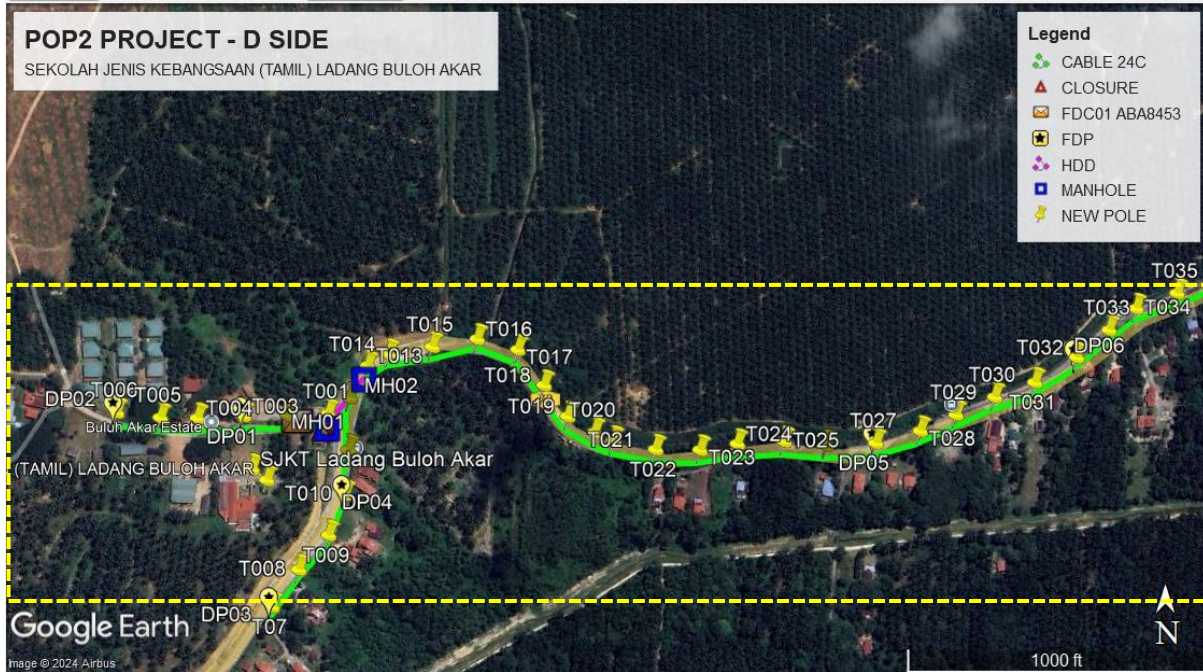 POP2 PROJECT - D SIDE
SEKOLAH JENIS KEBANGSAAN (TAMIL) LADANG BULOH AKAR
Legend
CABLE 24C
CLOSURE
FDC01 ABA8453
FDP
HDD
MANHOLE
NEW POLE
T035
T033
T034
T015
T016
T014
T013
T017
T032
DP06
T018
T030
DP02
T006
T005
T001
MH02
T029
T031
T004
T003
T019
T020
Buluh Akar Estate
DP01
MH01
T027
T021
T024
T025
T028
(TAMIL) LADANG BULOH AKAR
SJKT Ladang Buloh Akar
T022
T023
DP05
T010
DP04
T009
T008
DP03
T07
Google Earth
Image © 2024 Airbus
N
1000 ft